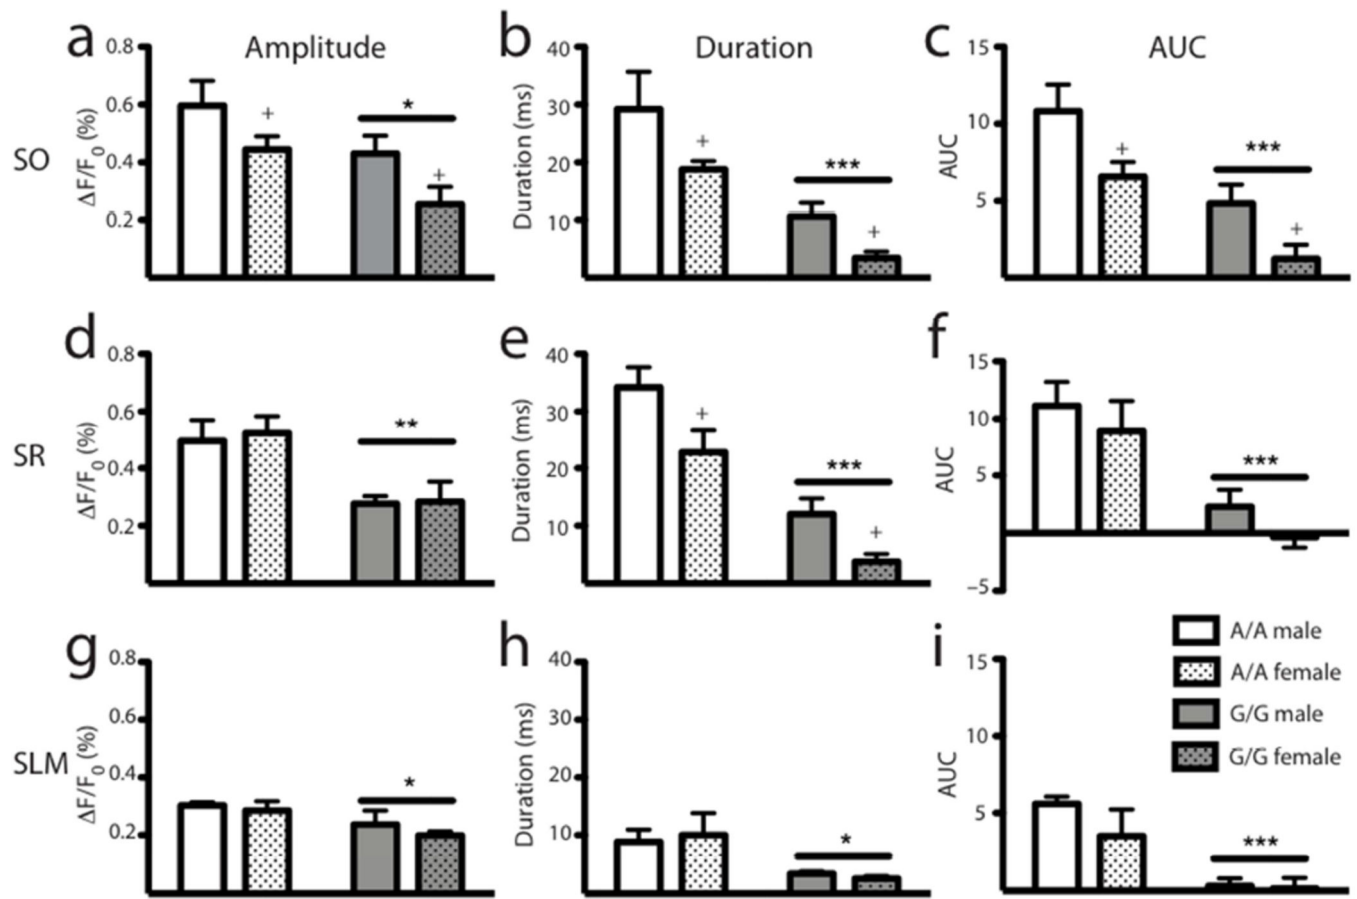 a
Amplitude
b
Duration
c
AUC
SO
ΔF/F0 (%)
0.8
0.6
0.4
0.2
+
*
+
Duration (ms)
40
30
20
10
+
***
+
AUC
15
10
5
+
***
+
d
e
f
SR
ΔF/F0 (%)
0.8
0.6
0.4
0.2
**
Duration (ms)
40
30
20
10
+
***
+
AUC
15
10
5
–5
***
g
h
i
SLM
ΔF/F0 (%)
0.8
0.6
0.4
0.2
*
Duration (ms)
40
30
20
10
*
AUC
15
10
5
***
A/A male
A/A female
G/G male
G/G female